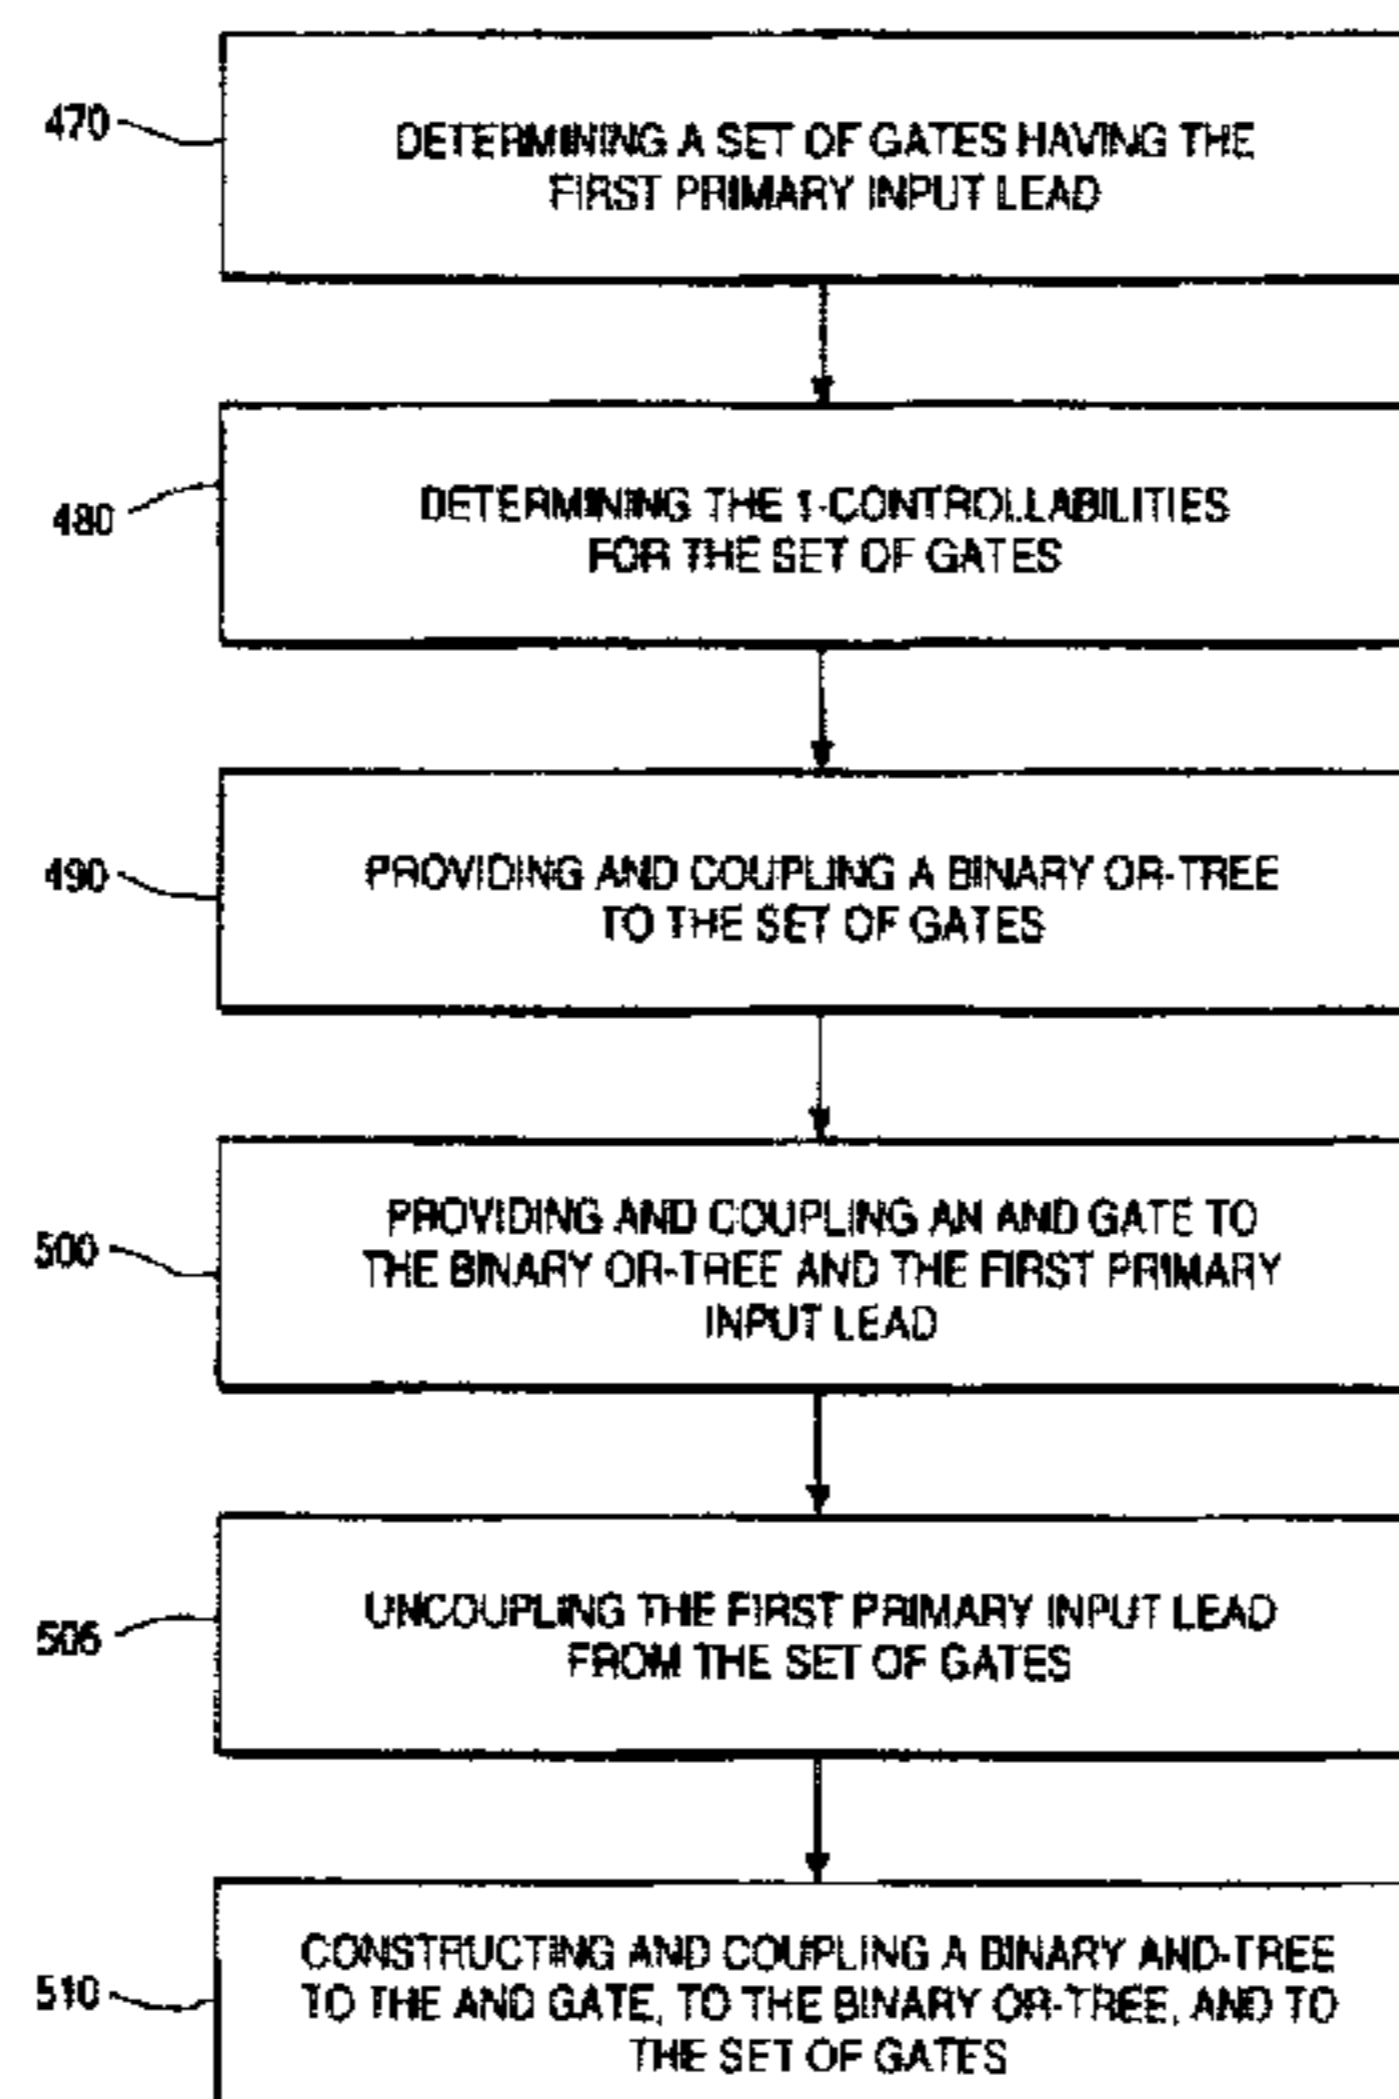 470
DETERMINING A SET OF GATES HAVING THE
FIRST PRIMARY INPUT LEAD
480
DETERMINING THE 1-CONTROLLABILITIES
FOR THE SET OF GATES
490
PROVIDING AND COUPLING A BINARY OR-TREE
TO THE SET OF GATES
500
PROVIDING AND COUPLING AN AND GATE TO
THE BINARY OR-TREE AND THE FIRST PRIMARY
INPUT LEAD
506
UNCOUPLING THE FIRST PRIMARY INPUT LEAD
FROM THE SET OF GATES
510
CONSTRUCTING AND COUPLING A BINARY AND-TREE
TO THE AND GATE, TO THE BINARY OR-TREE, AND TO
THE SET OF GATES